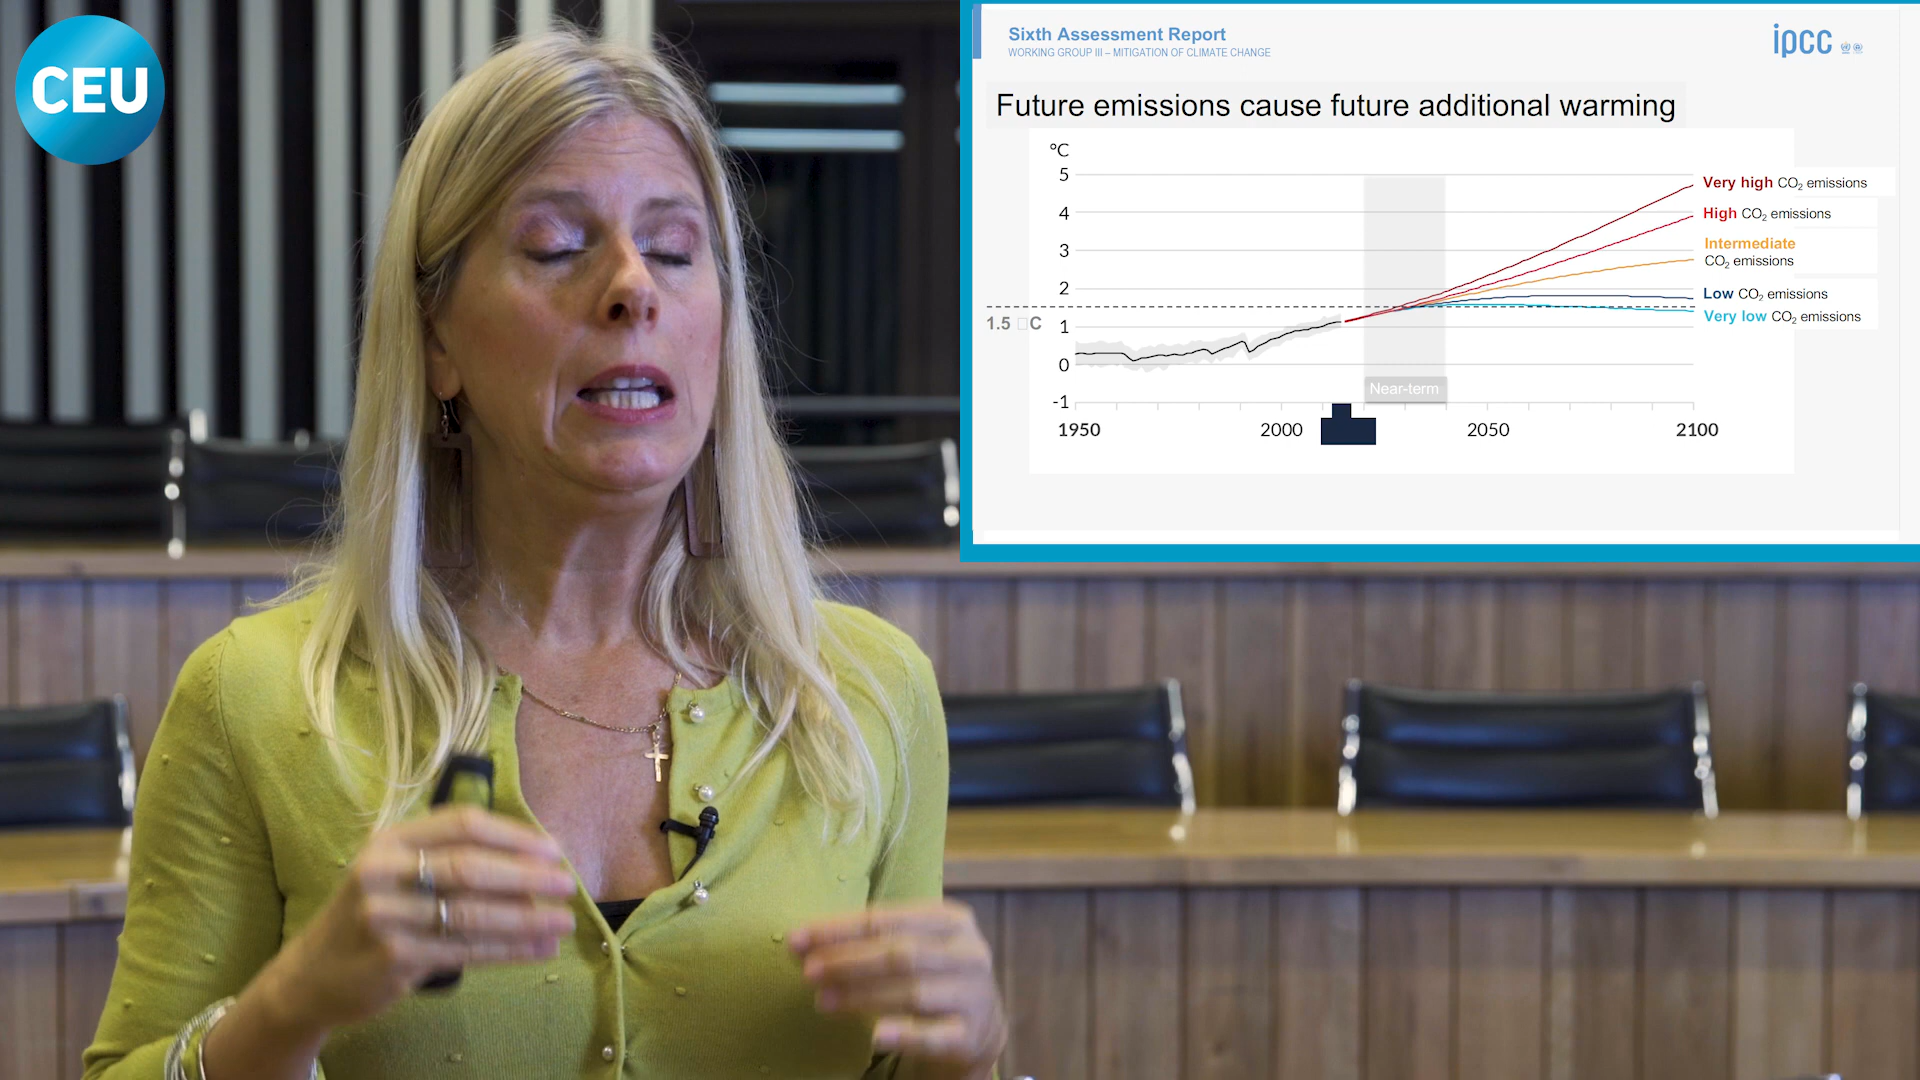 CEU
Sixth Assessment Report
WORKING GROUP III – MITIGATION OF CLIMATE CHANGE
ipcc
Future emissions cause future additional warming
°C
5
4
3
2
1.5 □C
1
0
-1
Very high CO₂ emissions
High CO₂ emissions
Intermediate
CO₂ emissions
Low CO₂ emissions
Very low CO₂ emissions
Near-term
1950 2000 2050 2100